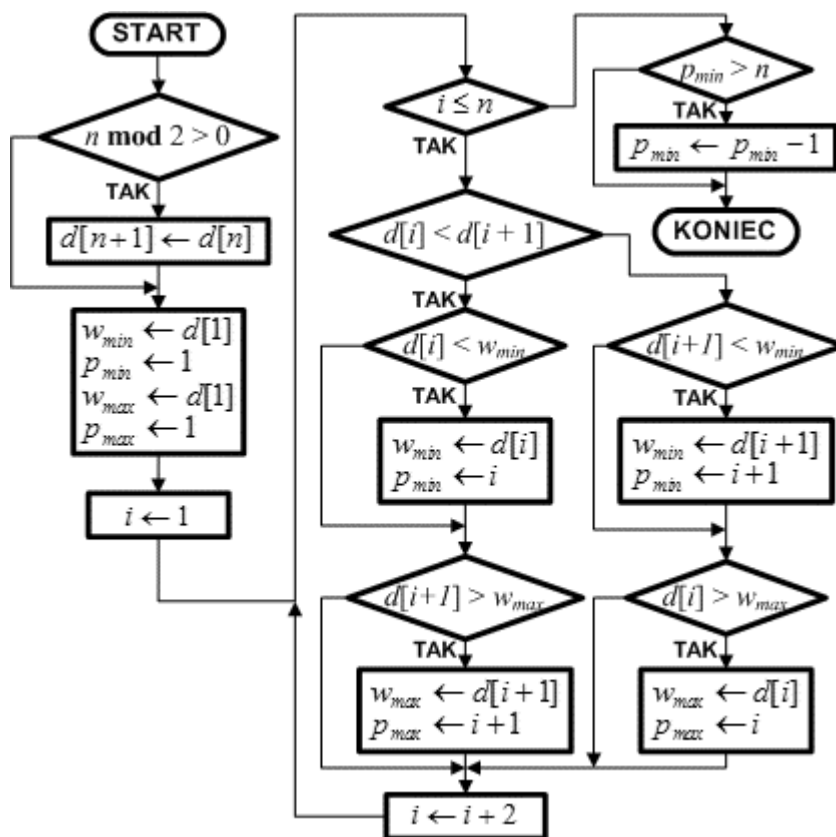 START
n mod 2 > 0
TAK
d[n+1] ← d[n]
w_min ← d[1]
p_min ← 1
w_max ← d[1]
p_max ← 1
i ← 1
i ≤ n
TAK
d[i] < d[i + 1]
TAK
d[i] < w_min
TAK
w_min ← d[i]
p_min ← i
d[i+1] > w_max
TAK
w_max ← d[i+1]
p_max ← i+1
i ← i + 2
p_min > n
TAK
p_min ← p_min − 1
KONIEC
d[i+1] < w_min
TAK
w_min ← d[i+1]
p_min ← i+1
d[i] > w_max
TAK
w_max ← d[i]
p_max ← i